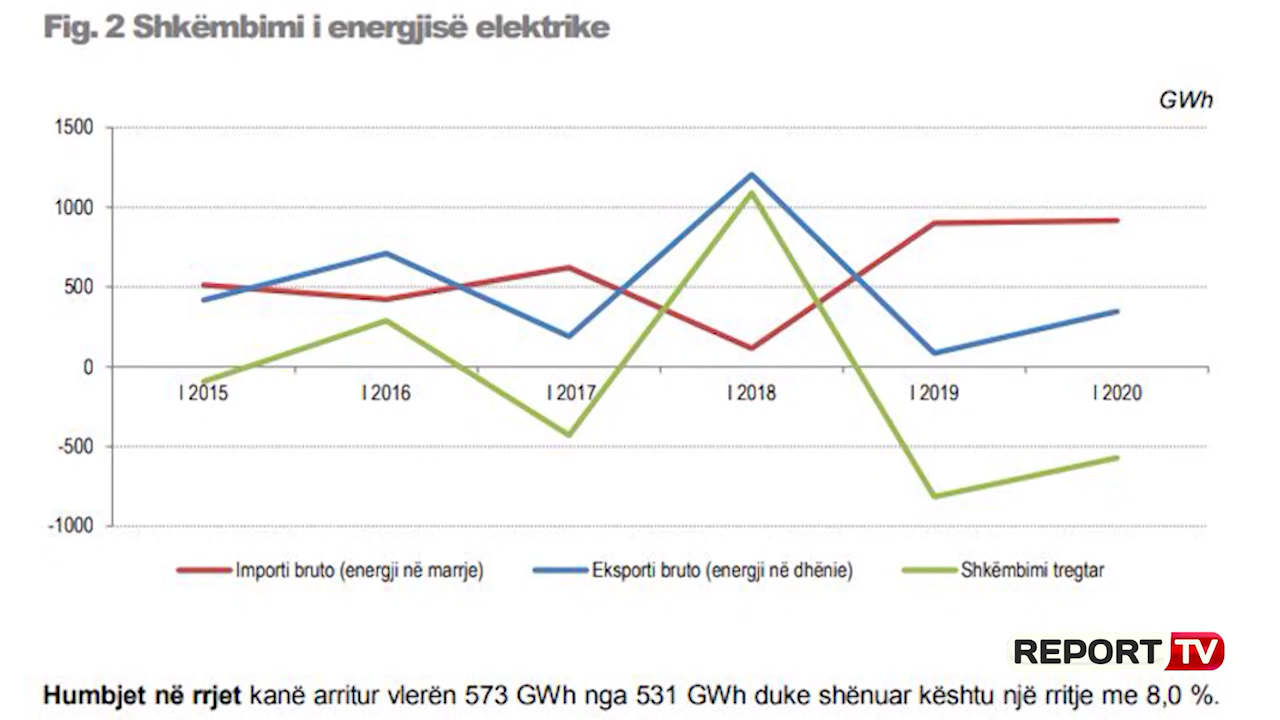 Fig. 2 Shkëmbimi i energjisë elektrike
GWh
1500
1000
500
0
-500
-1000
I 2015 I 2016 I 2017 I 2018 I 2019 I 2020
Importi bruto (energji në marrje) Eksporti bruto (energji në dhënie) Shkëmbimi tregtar
REPORT TV
Humbjet në rrjet kanë arritur vlerën 573 GWh nga 531 GWh duke shënuar kështu një rritje me 8,0 %.